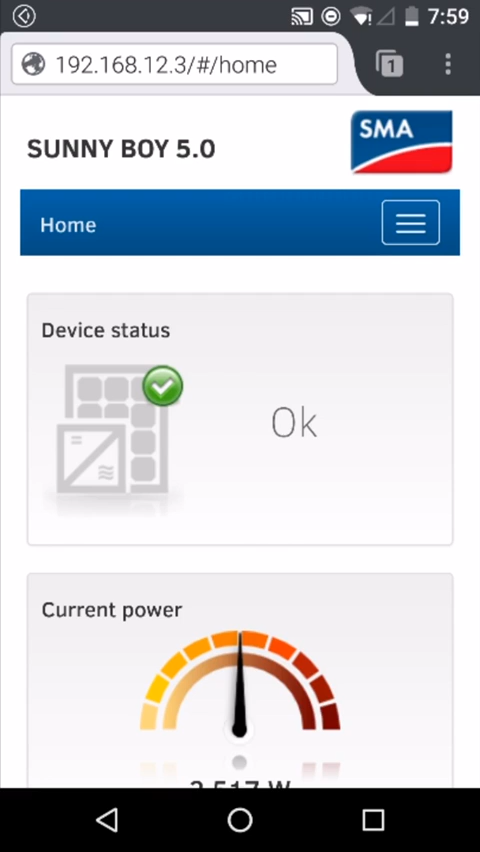 7:59
192.168.12.3/#/home
1
SUNNY BOY 5.0
SMA
Home
Device status
Ok
Current power